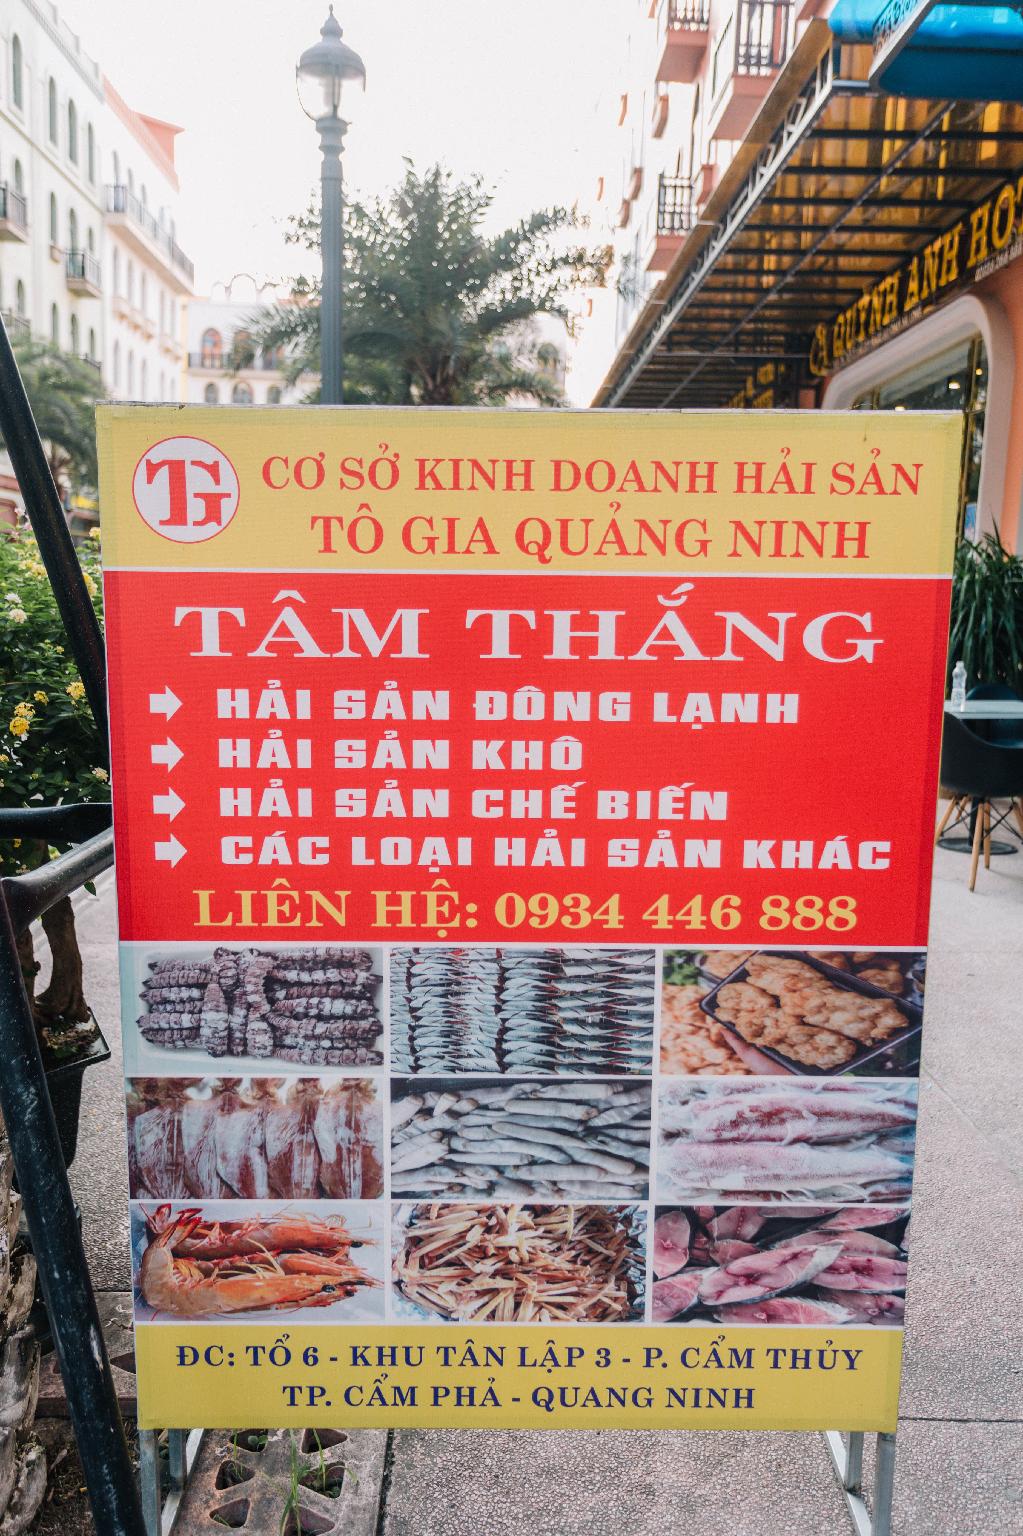 TG
CƠ SỞ KINH DOANH HẢI SẢN
TÔ GIA QUẢNG NINH
TÂM THẮNG
HẢI SẢN ĐÔNG LẠNH
HẢI SẢN KHÔ
HẢI SẢN CHẾ BIẾN
CÁC LOẠI HẢI SẢN KHÁC
LIÊN HỆ: 0934 446 888
ĐC: TỔ 6 - KHU TÂN LẬP 3 - P. CẨM THỦY
TP. CẨM PHẢ - QUANG NINH
QUỲNH ANH HOT